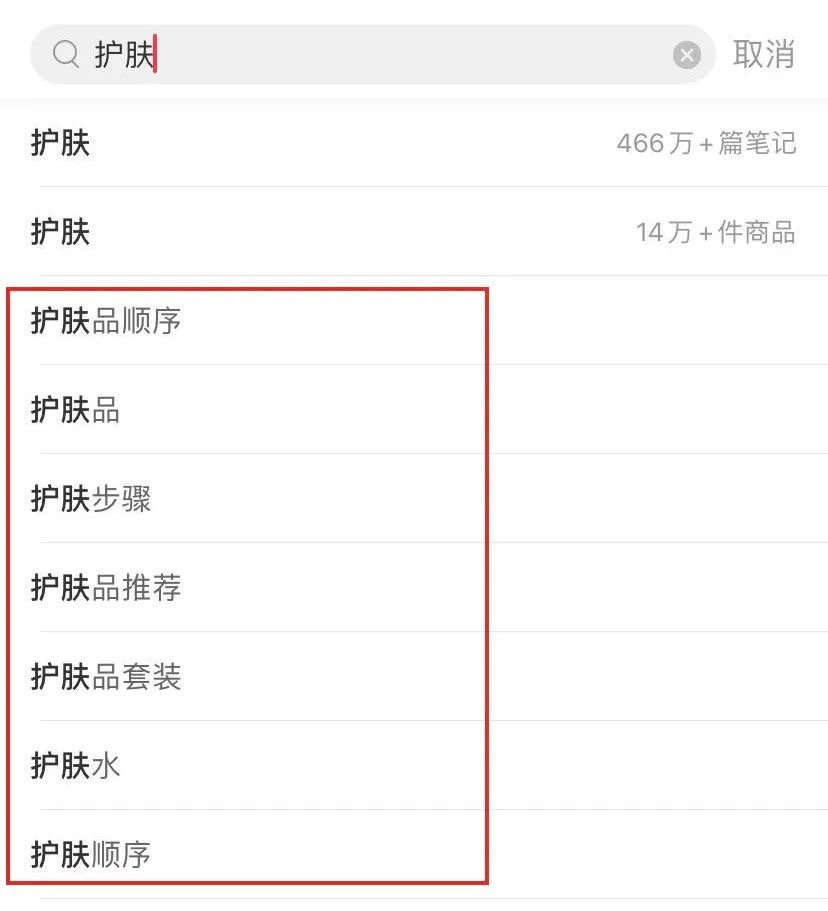 护肤 取消
护肤 466万+篇笔记
护肤 14万+件商品
护肤品顺序
护肤品
护肤步骤
护肤品推荐
护肤品套装
护肤水
护肤顺序